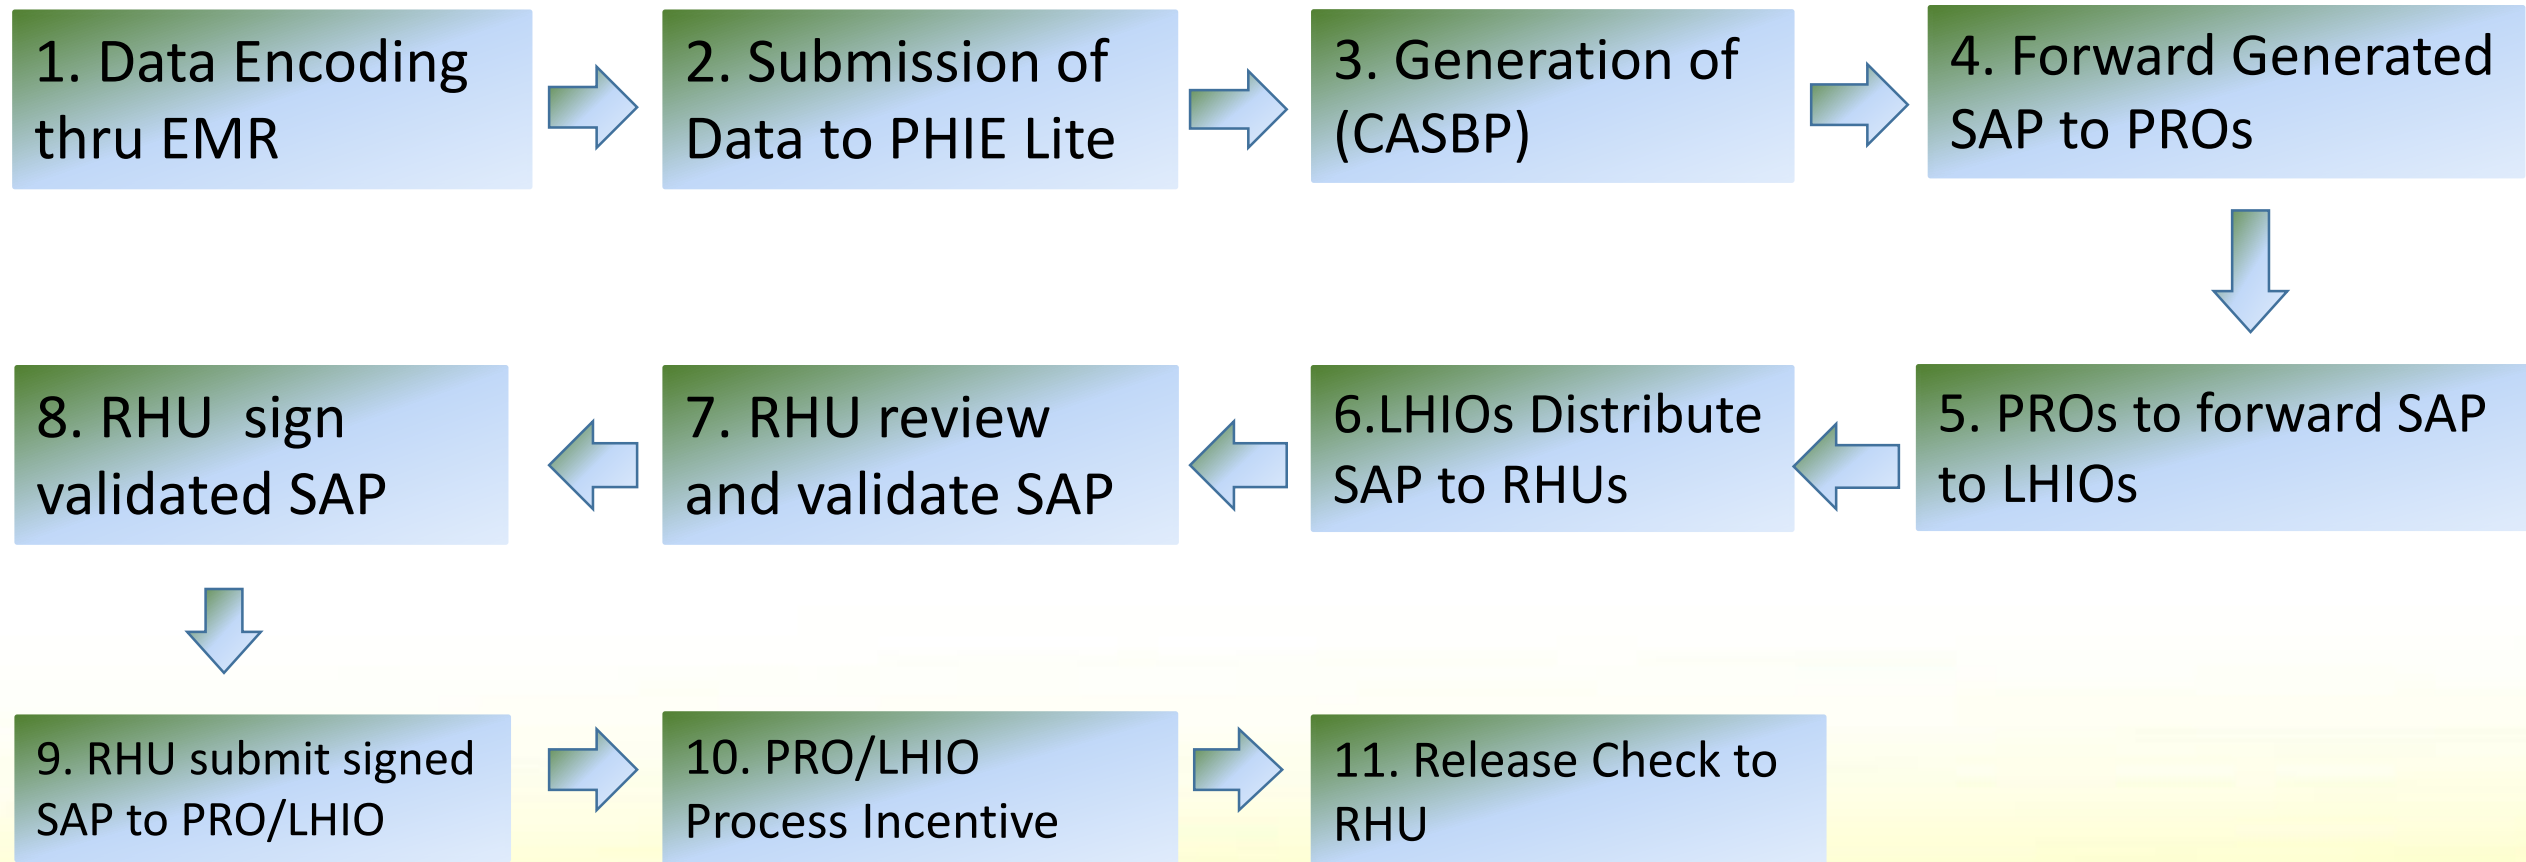 1. Data Encoding
thru EMR
2. Submission of
Data to PHIE Lite
3. Generation of
(CASBP)
4. Forward Generated
SAP to PROs
5. PROs to forward SAP
to LHIOs
6.LHIOs Distribute
SAP to RHUs
7. RHU review
and validate SAP
8. RHU  sign
validated SAP
9. RHU submit signed
SAP to PRO/LHIO
10. PRO/LHIO
Process Incentive
11. Release Check to
RHU